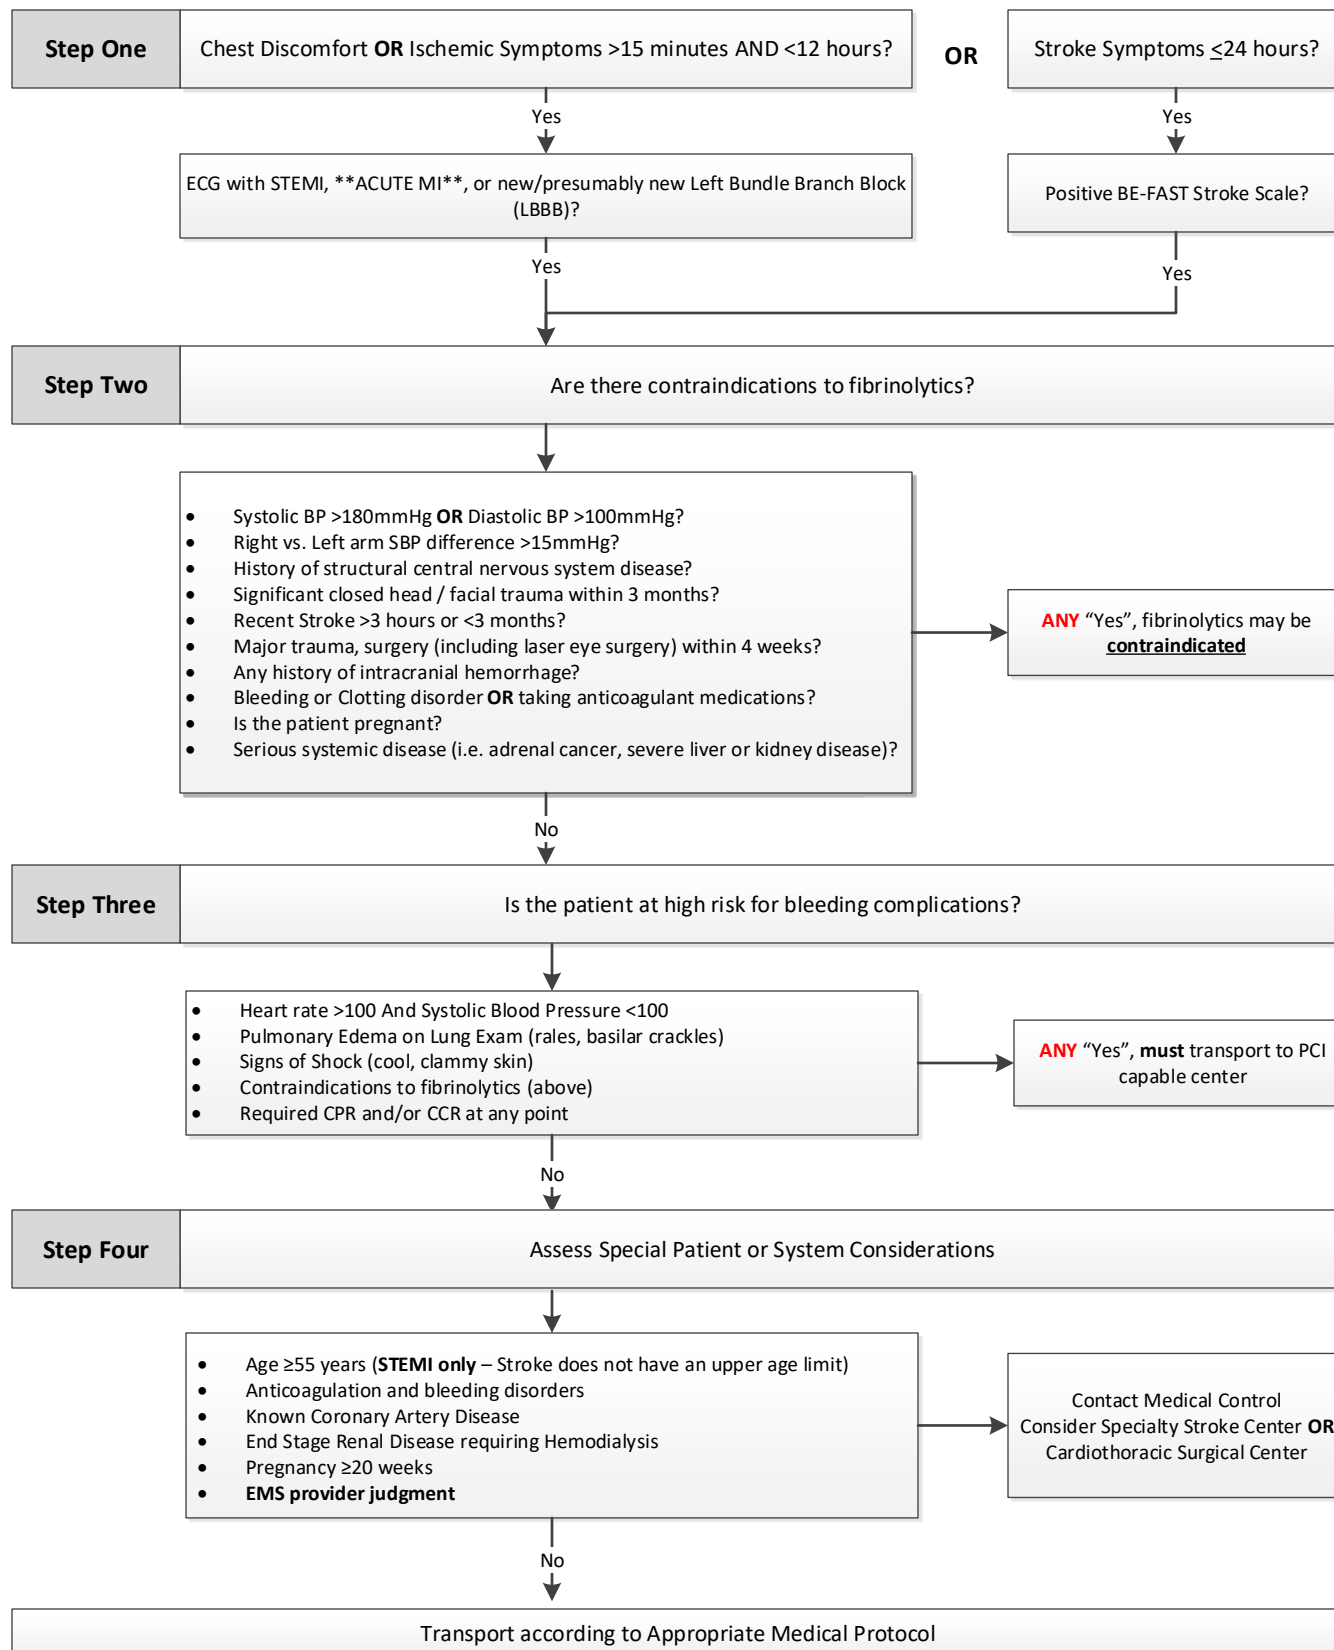 Step One
Chest Discomfort OR Ischemic Symptoms >15 minutes AND <12 hours?
OR
Stroke Symptoms ≤24 hours?
Yes
Yes
ECG with STEMI, **ACUTE MI**, or new/presumably new Left Bundle Branch Block
(LBBB)?
Positive BE-FAST Stroke Scale?
Yes
Yes
Step Two
Are there contraindications to fibrinolytics?
• Systolic BP >180mmHg OR Diastolic BP >100mmHg?
• Right vs. Left arm SBP difference >15mmHg?
• History of structural central nervous system disease?
• Significant closed head / facial trauma within 3 months?
• Recent Stroke >3 hours or <3 months?
• Major trauma, surgery (including laser eye surgery) within 4 weeks?
• Any history of intracranial hemorrhage?
• Bleeding or Clotting disorder OR taking anticoagulant medications?
• Is the patient pregnant?
• Serious systemic disease (i.e. adrenal cancer, severe liver or kidney disease)?
ANY “Yes”, fibrinolytics may be
contraindicated
No
Step Three
Is the patient at high risk for bleeding complications?
• Heart rate >100 And Systolic Blood Pressure <100
• Pulmonary Edema on Lung Exam (rales, basilar crackles)
• Signs of Shock (cool, clammy skin)
• Contraindications to fibrinolytics (above)
• Required CPR and/or CCR at any point
ANY “Yes”, must transport to PCI
capable center
No
Step Four
Assess Special Patient or System Considerations
• Age ≥55 years (STEMI only – Stroke does not have an upper age limit)
• Anticoagulation and bleeding disorders
• Known Coronary Artery Disease
• End Stage Renal Disease requiring Hemodialysis
• Pregnancy ≥20 weeks
• EMS provider judgment
Contact Medical Control
Consider Specialty Stroke Center OR
Cardiothoracic Surgical Center
No
Transport according to Appropriate Medical Protocol